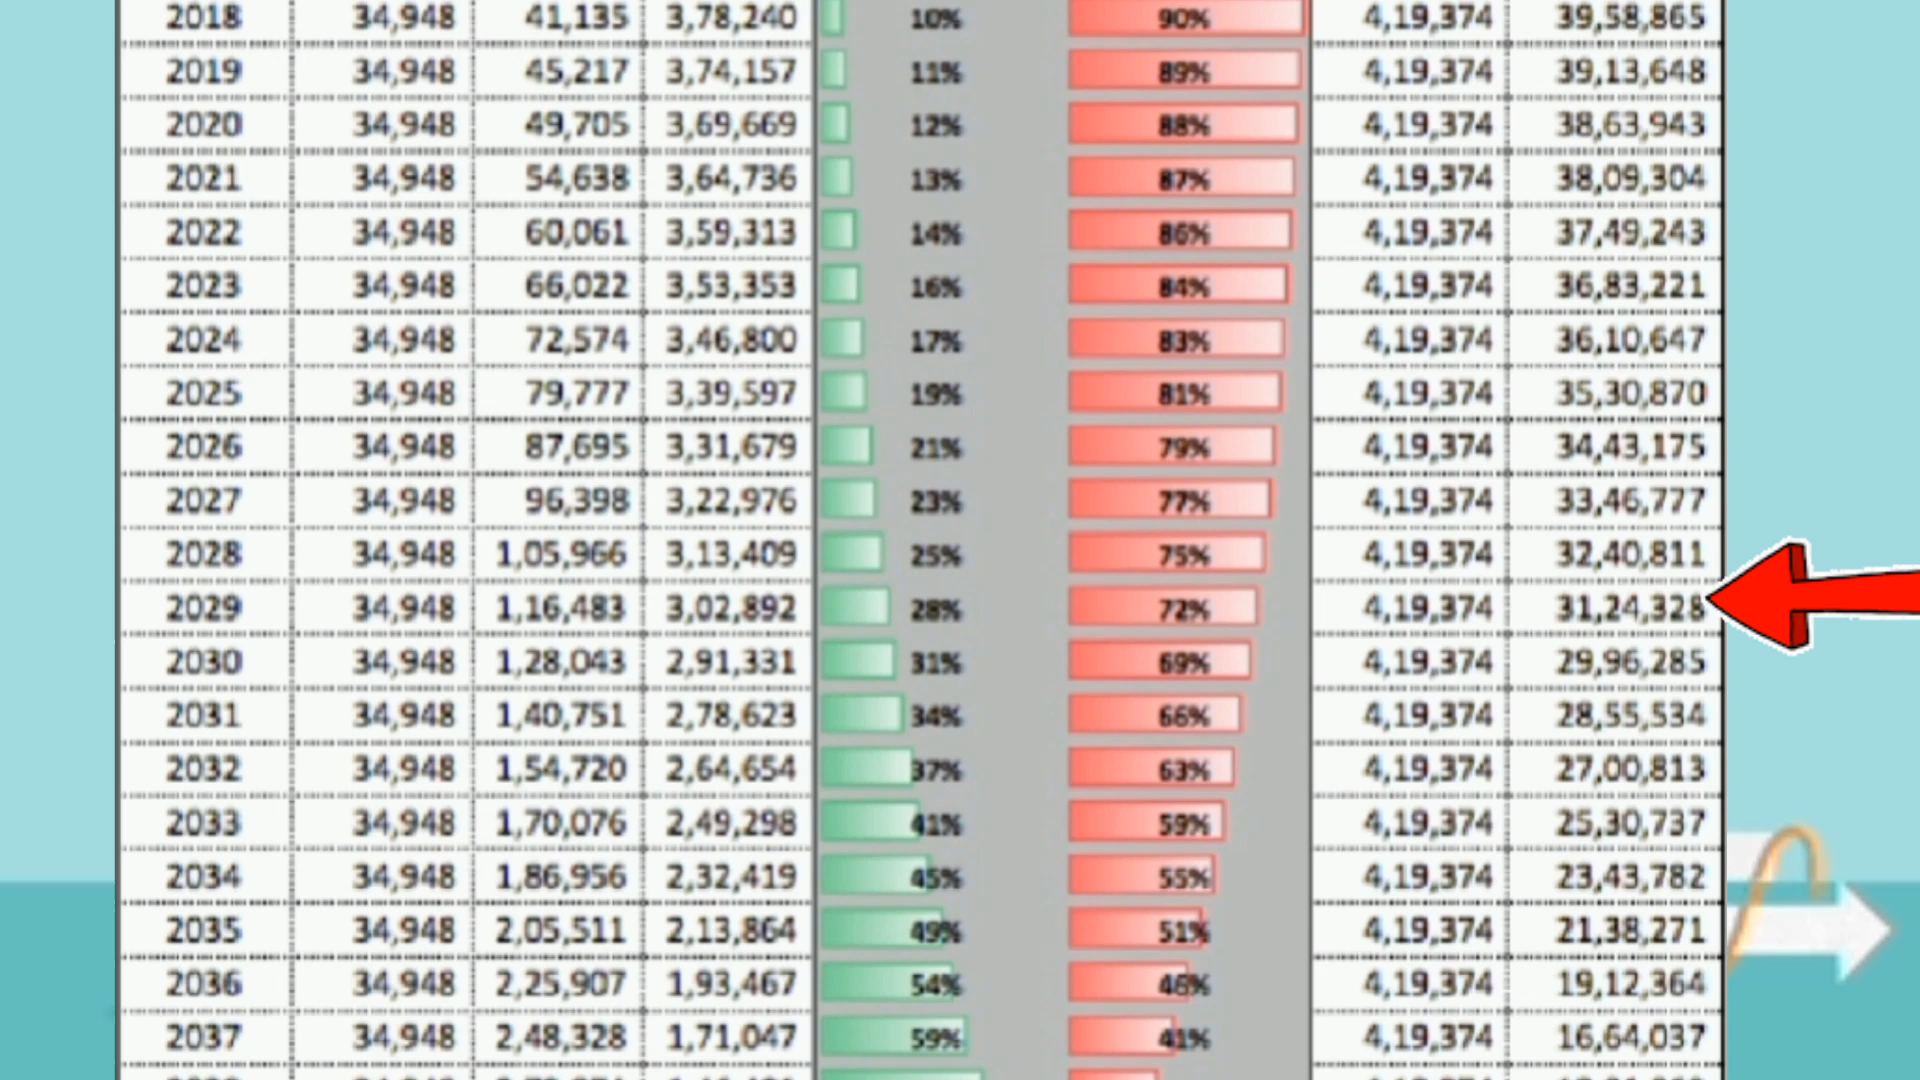 2018 34,948 41,135 3,78,240 10% 90% 4,19,374 39,58,865
2019 34,948 45,217 3,74,157 11% 89% 4,19,374 39,13,648
2020 34,948 49,705 3,69,669 12% 88% 4,19,374 38,63,943
2021 34,948 54,638 3,64,736 13% 87% 4,19,374 38,09,304
2022 34,948 60,061 3,59,313 14% 86% 4,19,374 37,49,243
2023 34,948 66,022 3,53,353 16% 84% 4,19,374 36,83,221
2024 34,948 72,574 3,46,800 17% 83% 4,19,374 36,10,647
2025 34,948 79,777 3,39,597 19% 81% 4,19,374 35,30,870
2026 34,948 87,695 3,31,679 21% 79% 4,19,374 34,43,175
2027 34,948 96,398 3,22,976 23% 77% 4,19,374 33,46,777
2028 34,948 1,05,966 3,13,409 25% 75% 4,19,374 32,40,811
2029 34,948 1,16,483 3,02,892 28% 72% 4,19,374 31,24,328
2030 34,948 1,28,043 2,91,331 31% 69% 4,19,374 29,96,285
2031 34,948 1,40,751 2,78,623 34% 66% 4,19,374 28,55,534
2032 34,948 1,54,720 2,64,654 37% 63% 4,19,374 27,00,813
2033 34,948 1,70,076 2,49,298 41% 59% 4,19,374 25,30,737
2034 34,948 1,86,956 2,32,419 45% 55% 4,19,374 23,43,782
2035 34,948 2,05,511 2,13,864 49% 51% 4,19,374 21,38,271
2036 34,948 2,25,907 1,93,467 54% 46% 4,19,374 19,12,364
2037 34,948 2,48,328 1,71,047 59% 41% 4,19,374 16,64,037